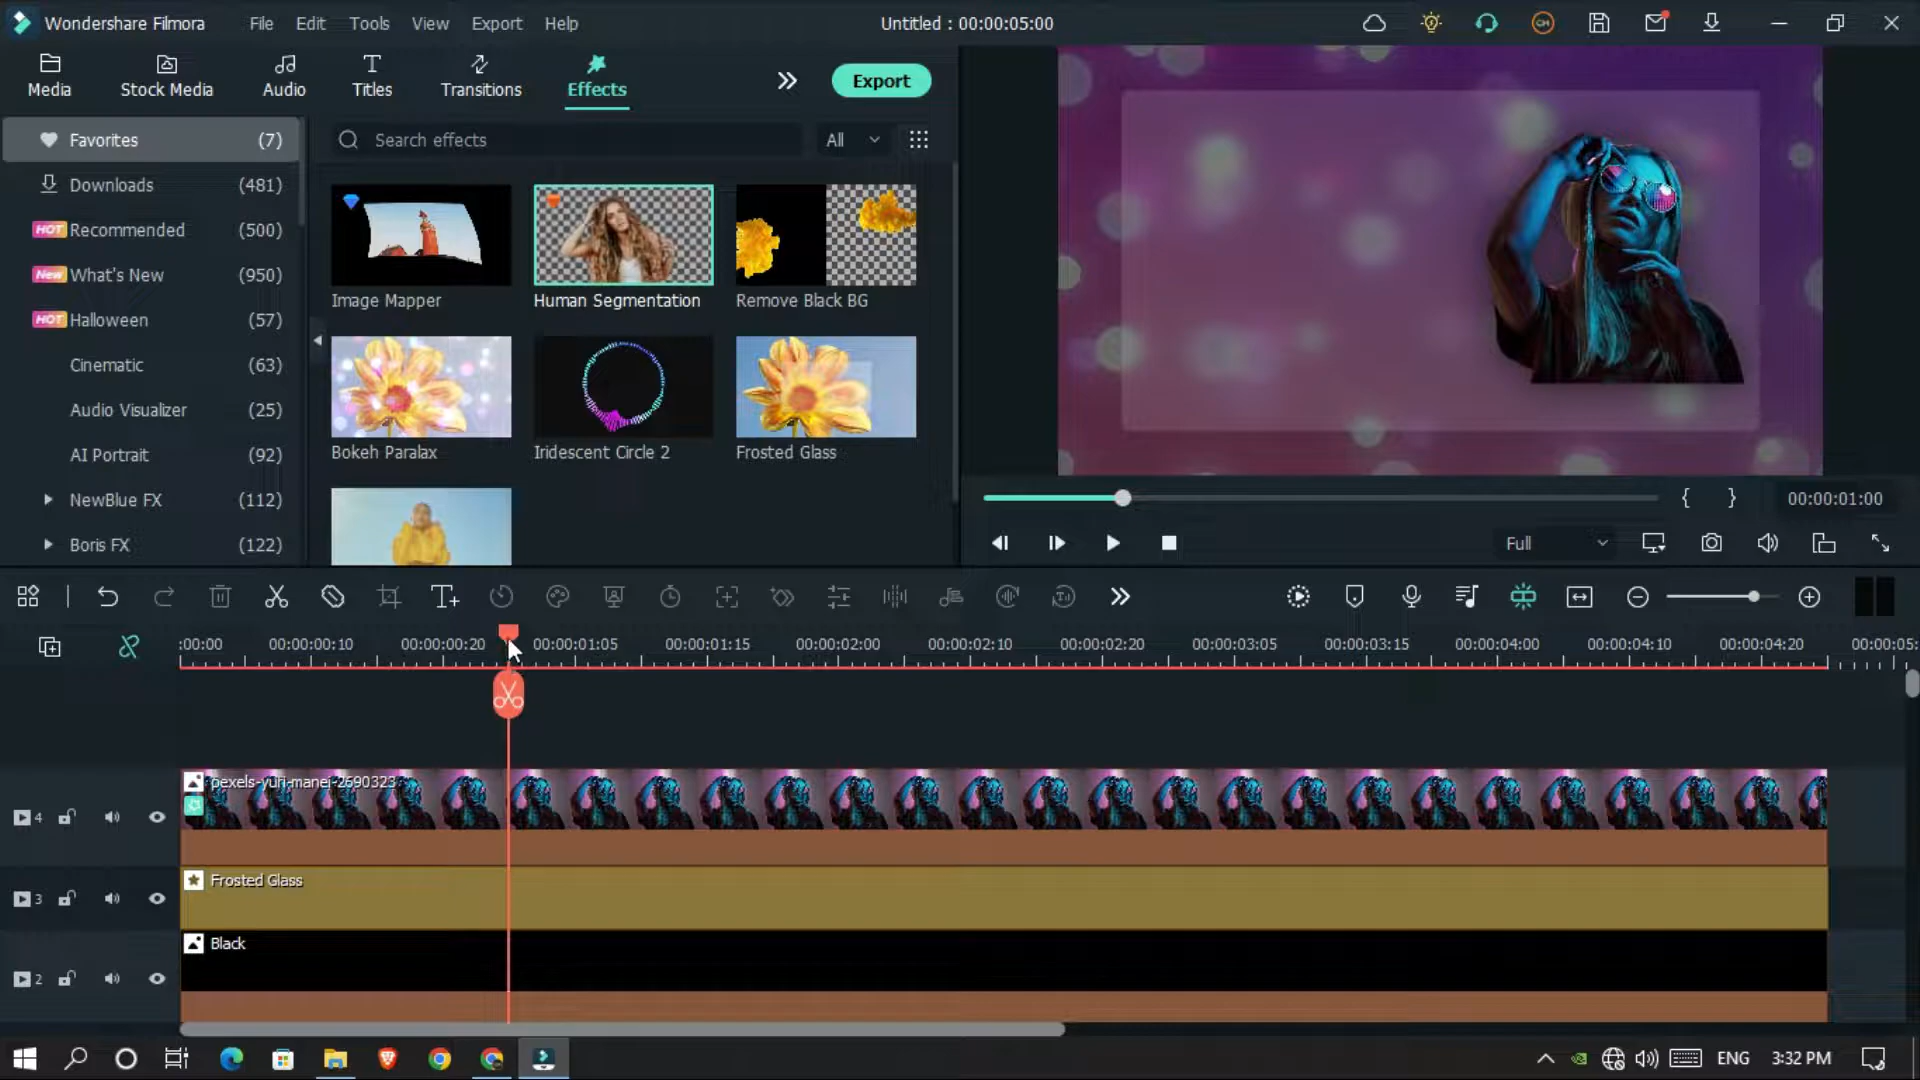 Wondershare Filmora File Edit Tools View Export Help Untitled : 00:00:05:00
Media Stock Media Audio Titles Transitions Effects Export
Favorites (7)
Search effects All
Downloads (481)
HOT Recommended (500)
New What's New (950)
HOT Halloween (57)
Cinematic (63)
Audio Visualizer (25)
AI Portrait (92)
NewBlue FX (112)
Boris FX (122)
Image Mapper Human Segmentation Remove Black BG
Bokeh Paralax Iridescent Circle 2 Frosted Glass
{ } 00:00:01:00
Full
:00:00 00:00:00:10 00:00:00:20 00:00:01:05 00:00:01:15 00:00:02:00 00:00:02:10 00:00:02:20 00:00:03:05 00:00:03:15 00:00:04:00 00:00:04:10 00:00:04:20 00:00:05:
pexels-yuri-manei-2690323
4
Frosted Glass
3
Black
2
ENG 3:32 PM